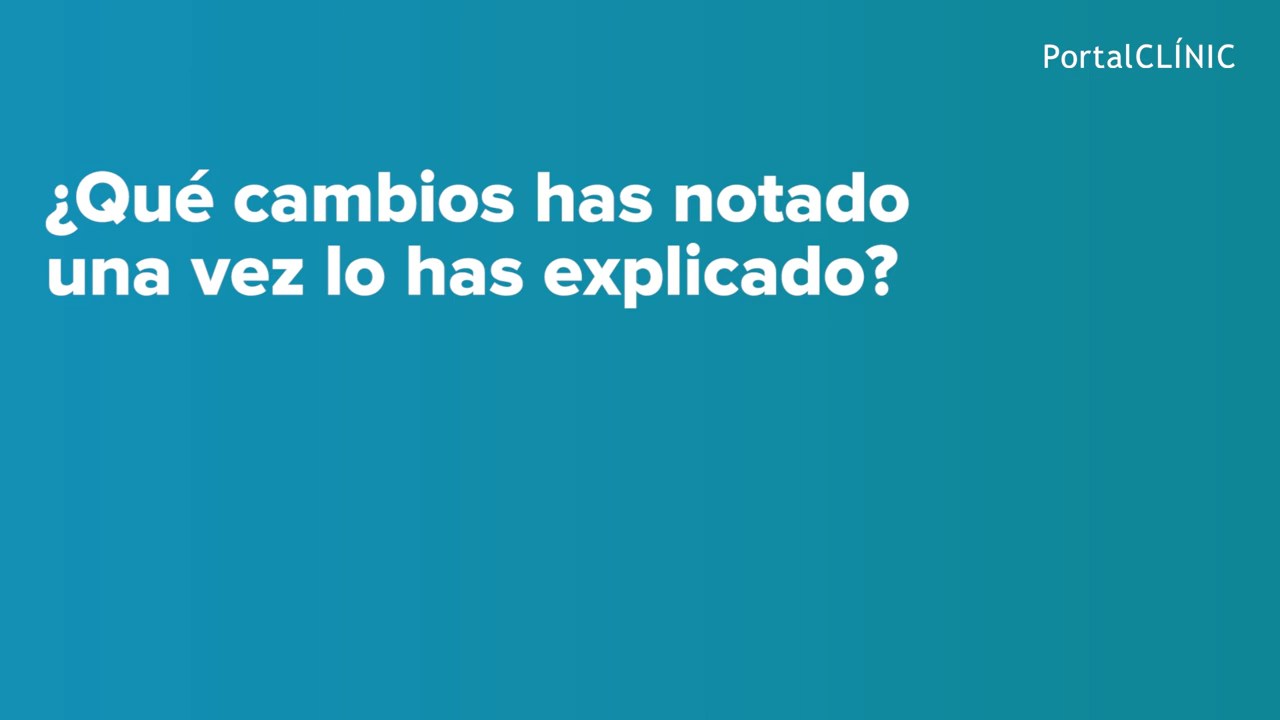 PortalCLÍNIC
¿Qué cambios has notado
una vez lo has explicado?